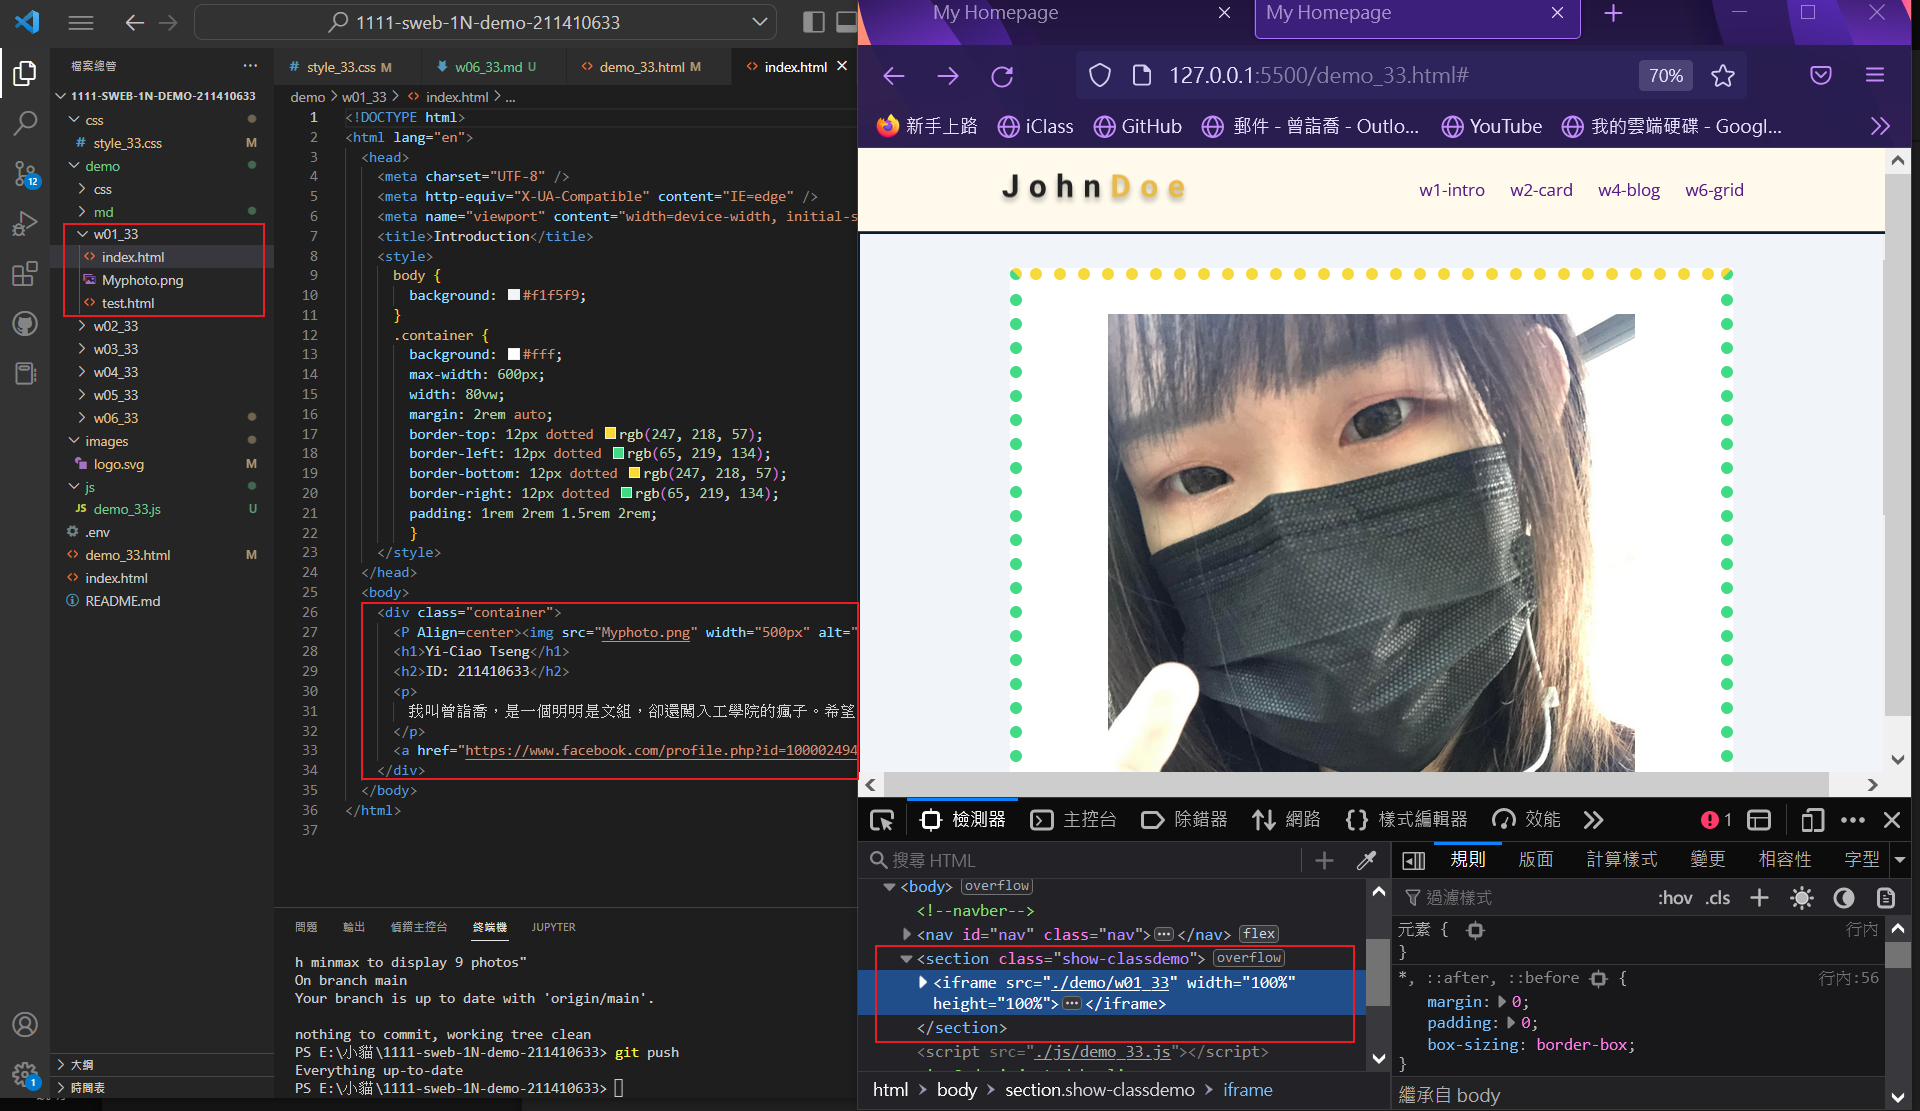 1111-sweb-1N-demo-211410633
檔案總管
1111-SWEB-1N-DEMO-211410633
css
style_33.css M
demo
css
md
w01_33
index.html
Myphoto.png
test.html
w02_33
w03_33
w04_33
w05_33
w06_33
images
logo.svg M
js
JS demo_33.js U
.env
demo_33.html M
index.html
README.md
大綱
時間表
12
1
# style_33.css M
w06_33.md U
demo_33.html M
index.html
demo > w01_33 > index.html > ...
1 <!DOCTYPE html>
2 <html lang="en">
3 <head>
4 <meta charset="UTF-8" />
5 <meta http-equiv="X-UA-Compatible" content="IE=edge" />
6 <meta name="viewport" content="width=device-width, initial-s
7 <title>Introduction</title>
8 <style>
9 body {
10 background: #f1f5f9;
11 }
12 .container {
13 background: #fff;
14 max-width: 600px;
15 width: 80vw;
16 margin: 2rem auto;
17 border-top: 12px dotted rgb(247, 218, 57);
18 border-left: 12px dotted rgb(65, 219, 134);
19 border-bottom: 12px dotted rgb(247, 218, 57);
20 border-right: 12px dotted rgb(65, 219, 134);
21 padding: 1rem 2rem 1.5rem 2rem;
22 }
23 </style>
24 </head>
25 <body>
26 <div class="container">
27 <P Align=center><img src="Myphoto.png" width="500px" alt="
28 <h1>Yi-Ciao Tseng</h1>
29 <h2>ID: 211410633</h2>
30 <p>
31 我叫曾詣喬，是一個明明是文組，卻還闖入工學院的瘋子。希望
32 </p>
33 <a href="https://www.facebook.com/profile.php?id=100002494
34 </div>
35 </body>
36 </html>
37
問題 輸出 偵錯主控台 終端機 JUPYTER
h minmax to display 9 photos"
On branch main
Your branch is up to date with 'origin/main'.
nothing to commit, working tree clean
PS E:\小貓\1111-sweb-1N-demo-211410633> git push
Everything up-to-date
PS E:\小貓\1111-sweb-1N-demo-211410633>
My Homepage
My Homepage
127.0.0.1:5500/demo_33.html#
70%
新手上路 iClass GitHub 郵件 - 曾詣喬 - Outlo... YouTube 我的雲端硬碟 - Googl...
JohnDoe
w1-intro w2-card w4-blog w6-grid
檢測器 主控台 除錯器 網路 樣式編輯器 效能
1
搜尋 HTML
<body> overflow
<!--navber-->
<nav id="nav" class="nav"> ··· </nav> flex
<section class="show-classdemo"> overflow
<iframe src="./demo/w01_33" width="100%"
height="100%"> ··· </iframe>
</section>
<script src="./js/demo_33.js"></script>
html > body > section.show-classdemo > iframe
規則 版面 計算樣式 變更 相容性 字型
過濾樣式
:hov .cls
元素 { 行內
}
*, ::after, ::before { 行內:56
margin: 0;
padding: 0;
box-sizing: border-box;
}
繼承自 body